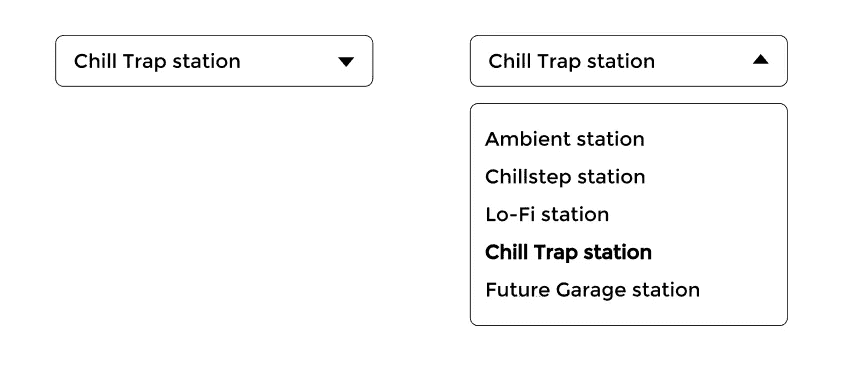 Chill Trap station
Chill Trap station
Ambient station
Chillstep station
Lo-Fi station
Chill Trap station
Future Garage station